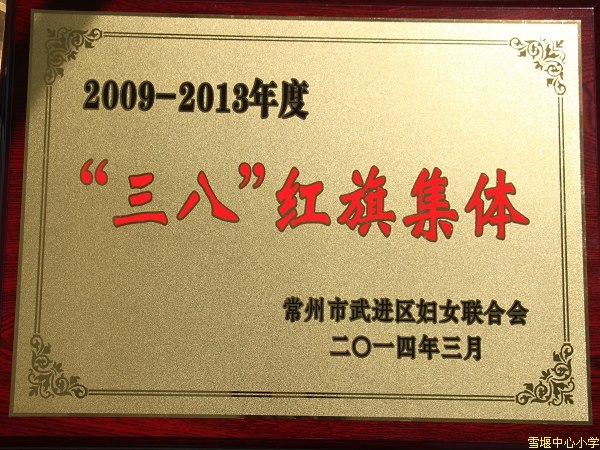 2009-2013年度
“三八”红旗集体
常州市武进区妇女联合会
二〇一四年三月
雪堰中心小学